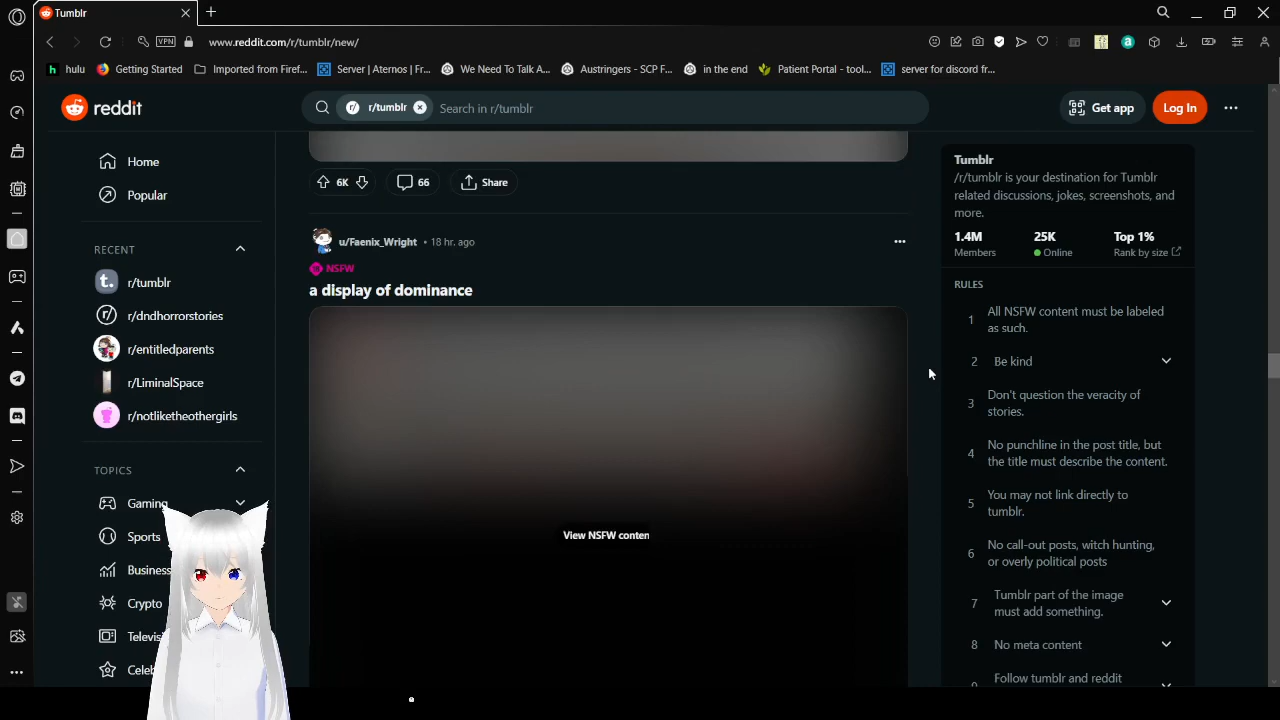 Tumblr
VPN
www.reddit.com/r/tumblr/new/
hulu
Getting Started
Imported from Firef...
Server | Aternos | Fr...
We Need To Talk A...
Austringers - SCP F...
in the end
Patient Portal - tool...
server for discord fr...
reddit
r/tumblr
Search in r/tumblr
Get app
Log In
Home
Popular
RECENT
r/tumblr
r/dndhorrorstories
r/entitledparents
r/LiminalSpace
r/notliketheothergirls
TOPICS
Gaming
Sports
Business
Crypto
Televisi
Celeb
6K
66
Share
u/Faenix_Wright • 18 hr. ago
NSFW
a display of dominance
View NSFW conten
Tumblr
/r/tumblr is your destination for Tumblr
related discussions, jokes, screenshots, and
more.
1.4M 25K Top 1%
Members Online Rank by size
RULES
1 All NSFW content must be labeled
as such.
2 Be kind
3 Don't question the veracity of
stories.
4 No punchline in the post title, but
the title must describe the content.
5 You may not link directly to
tumblr.
6 No call-out posts, witch hunting,
or overly political posts
7 Tumblr part of the image
must add something.
8 No meta content
Follow tumblr and reddit